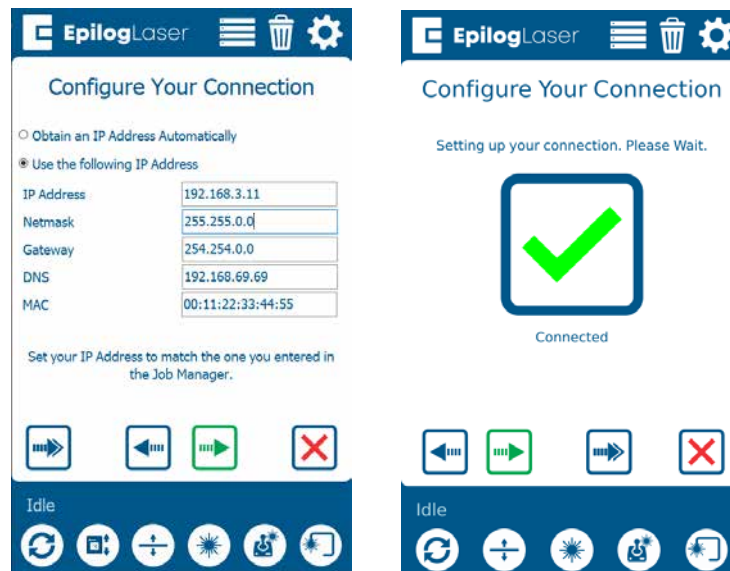 EpilogLaser
Configure Your Connection
Obtain an IP Address Automatically
Use the following IP Address
IP Address 192.168.3.11
Netmask 255.255.0.0
Gateway 254.254.0.0
DNS 192.168.69.69
MAC 00:11:22:33:44:55
Set your IP Address to match the one you entered in
the Job Manager.
Idle
EpilogLaser
Configure Your Connection
Setting up your connection. Please Wait.
Connected
Idle